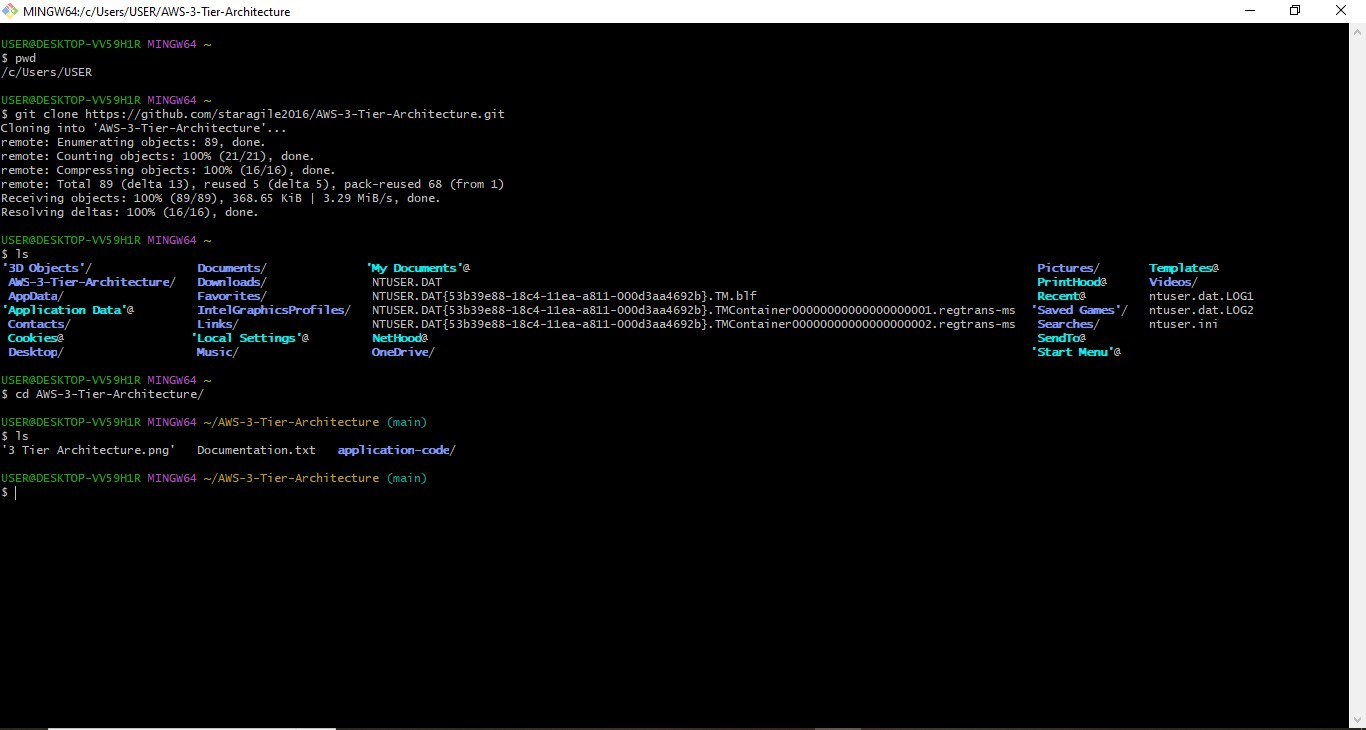 MINGW64:/c/Users/USER/AWS-3-Tier-Architecture
USER@DESKTOP-VV59H1R MINGW64 ~
$ pwd
/c/Users/USER
USER@DESKTOP-VV59H1R MINGW64 ~
$ git clone https://github.com/staragile2016/AWS-3-Tier-Architecture.git
Cloning into 'AWS-3-Tier-Architecture'...
remote: Enumerating objects: 89, done.
remote: Counting objects: 100% (21/21), done.
remote: Compressing objects: 100% (16/16), done.
remote: Total 89 (delta 13), reused 5 (delta 5), pack-reused 68 (from 1)
Receiving objects: 100% (89/89), 368.65 KiB | 3.29 MiB/s, done.
Resolving deltas: 100% (16/16), done.
USER@DESKTOP-VV59H1R MINGW64 ~
$ ls
'3D Objects'/ Documents/ 'My Documents'@ Pictures/ Templates@
AWS-3-Tier-Architecture/ Downloads/ NTUSER.DAT PrintHood@ Videos/
AppData/ Favorites/ NTUSER.DAT{53b39e88-18c4-11ea-a811-000d3aa4692b}.TM.blf Recent@ ntuser.dat.LOG1
'Application Data'@ IntelGraphicsProfiles/ NTUSER.DAT{53b39e88-18c4-11ea-a811-000d3aa4692b}.TMContainer00000000000000000001.regtrans-ms 'Saved Games'/ ntuser.dat.LOG2
Contacts/ Links/ NTUSER.DAT{53b39e88-18c4-11ea-a811-000d3aa4692b}.TMContainer00000000000000000002.regtrans-ms Searches/ ntuser.ini
Cookies@ 'Local Settings'@ NetHood@ SendTo@
Desktop/ Music/ OneDrive/ 'Start Menu'@
USER@DESKTOP-VV59H1R MINGW64 ~
$ cd AWS-3-Tier-Architecture/
USER@DESKTOP-VV59H1R MINGW64 ~/AWS-3-Tier-Architecture (main)
$ ls
'3 Tier Architecture.png' Documentation.txt application-code/
USER@DESKTOP-VV59H1R MINGW64 ~/AWS-3-Tier-Architecture (main)
$